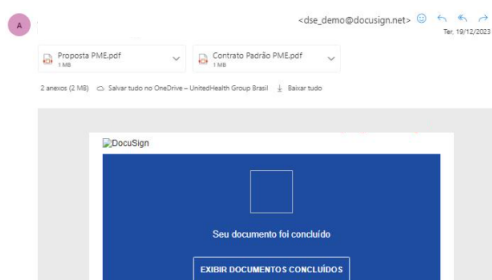 <dse_demo@docusign.net>
A
Ter, 19/12/2023
Proposta PME.pdf
1 MB
Contrato Padrão PME.pdf
1 MB
2 anexos (2 MB) Salvar tudo no OneDrive – UnitedHealth Group Brasil Baixar tudo
DocuSign
Seu documento foi concluído
EXIBIR DOCUMENTOS CONCLUÍDOS